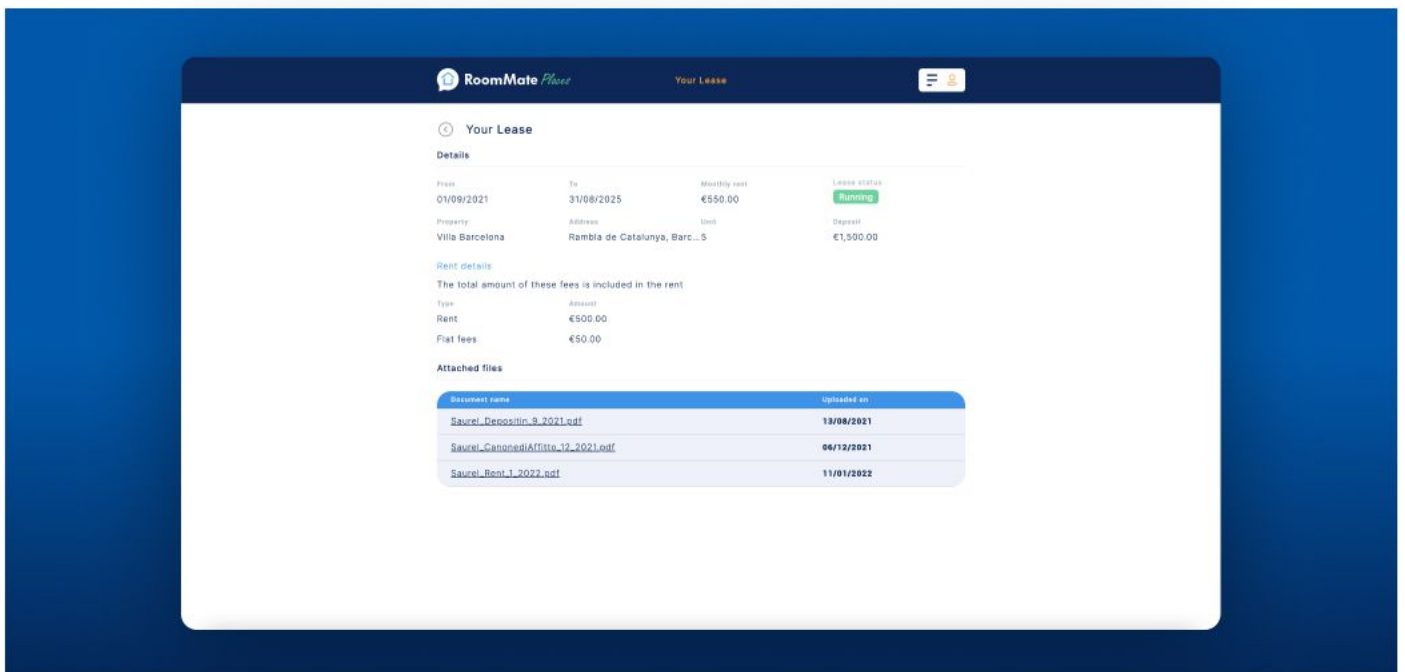 RoomMate Places Your Lease
Your Lease
Details
From To Monthly rent Lease status
01/09/2021 31/08/2025 €550.00 Running
Property Address Unit Deposit
Villa Barcelona Rambla de Catalunya, Barc... 5 €1,500.00
Rent details
The total amount of these fees is included in the rent
Type Amount
Rent €500.00
Flat fees €50.00
Attached files
Document name Uploaded on
Saurel_Depositin_9_2021.pdf 13/08/2021
Saurel_CanonediAffitto_12_2021.pdf 06/12/2021
Saurel_Rent_1_2022.pdf 11/01/2022